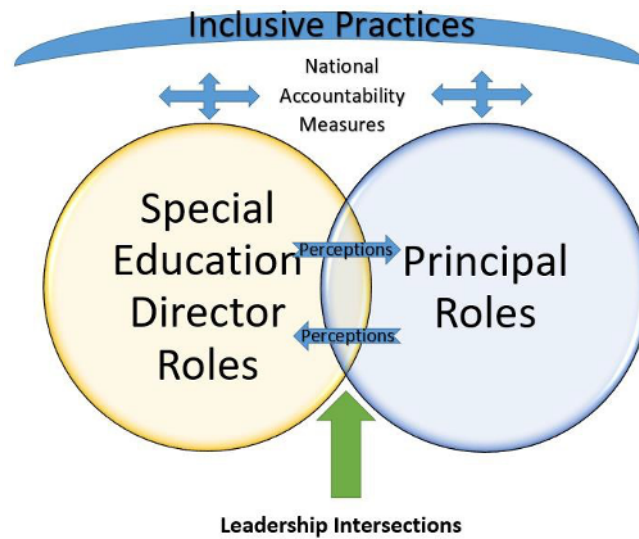 Inclusive Practices
National
Accountability
Measures
Special
Education
Director
Roles
Perceptions
Perceptions
Principal
Roles
Leadership Intersections